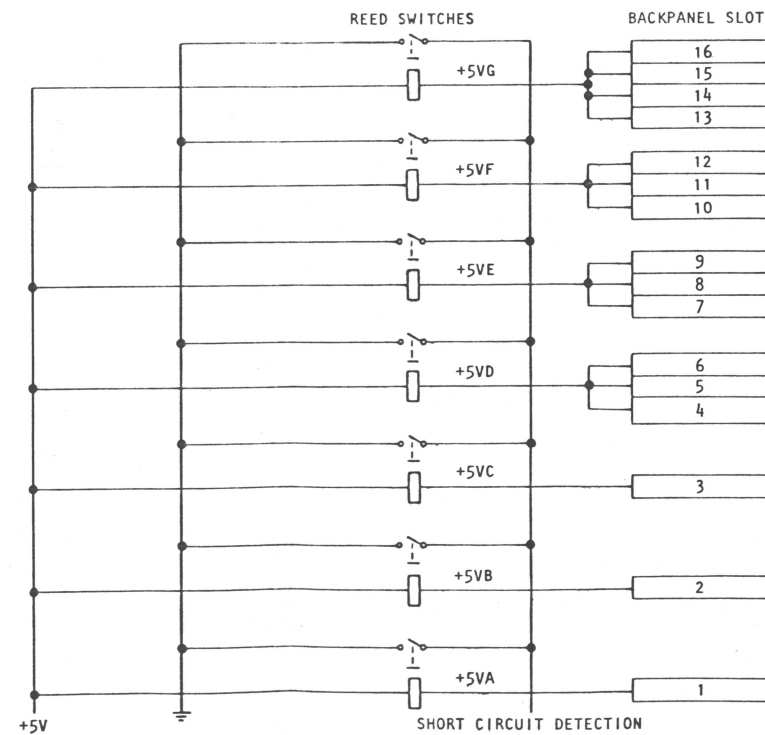 REED SWITCHES
BACKPANEL SLOT
16
+5VG
15
14
13
12
+5VF
11
10
9
+5VE
8
7
6
+5VD
5
4
+5VC
3
+5VB
2
+5VA
1
+5V
SHORT CIRCUIT DETECTION